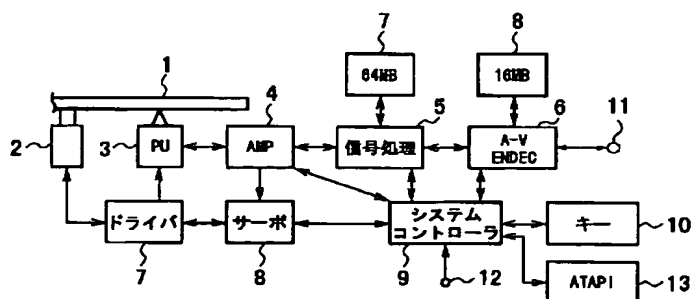 7 8
64MB 16MB
1 4 5 6 11
2 3 PU AMP 信号処理 A-V
ENDEC
ドライバ サーボ システム
コントローラ キー
7 8 9 12 10
ATAPI 13